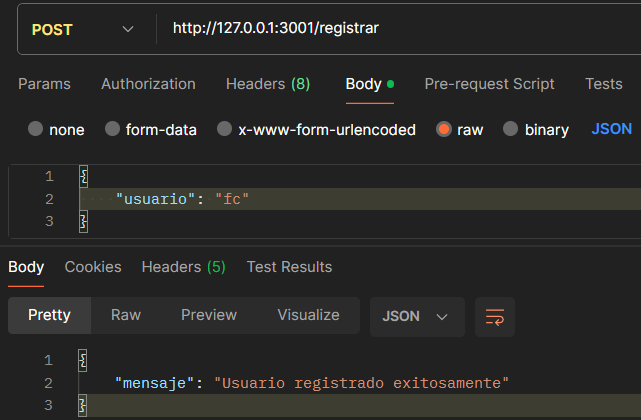 POST http://127.0.0.1:3001/registrar
Params Authorization Headers (8) Body Pre-request Script Tests
none form-data x-www-form-urlencoded raw binary JSON
1 {
2 "usuario": "fc"
3 }
Body Cookies Headers (5) Test Results
Pretty Raw Preview Visualize JSON
1 {
2 "mensaje": "Usuario registrado exitosamente"
3 }